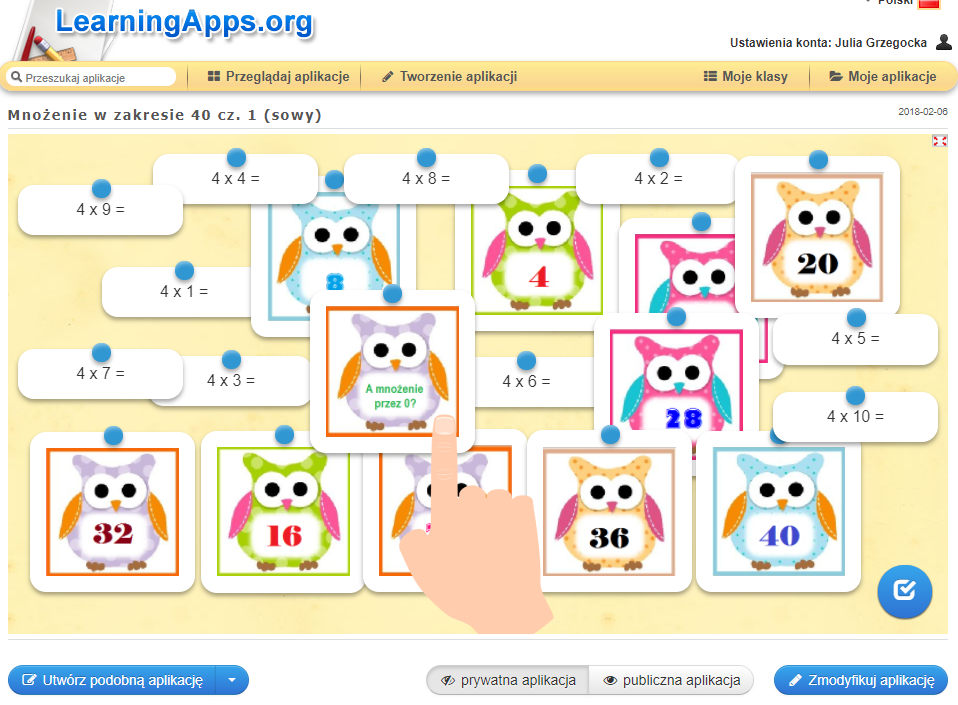 LearningApps.org
Polski
Ustawienia konta: Julia Grzegocka
Przeszukaj aplikacje
Przeglądaj aplikacje
Tworzenie aplikacji
Moje klasy
Moje aplikacje
Mnożenie w zakresie 40 cz. 1 (sowy)
2018-02-06
4 x 4 =
4 x 8 =
4 x 2 =
4 x 9 =
8
4
20
4 x 1 =
4 x 5 =
4 x 7 =
4 x 3 =
A mnożenie
przez 0?
4 x 6 =
28
4 x 10 =
32
16
36
40
Utwórz podobną aplikację
prywatna aplikacja
publiczna aplikacja
Zmodyfikuj aplikację